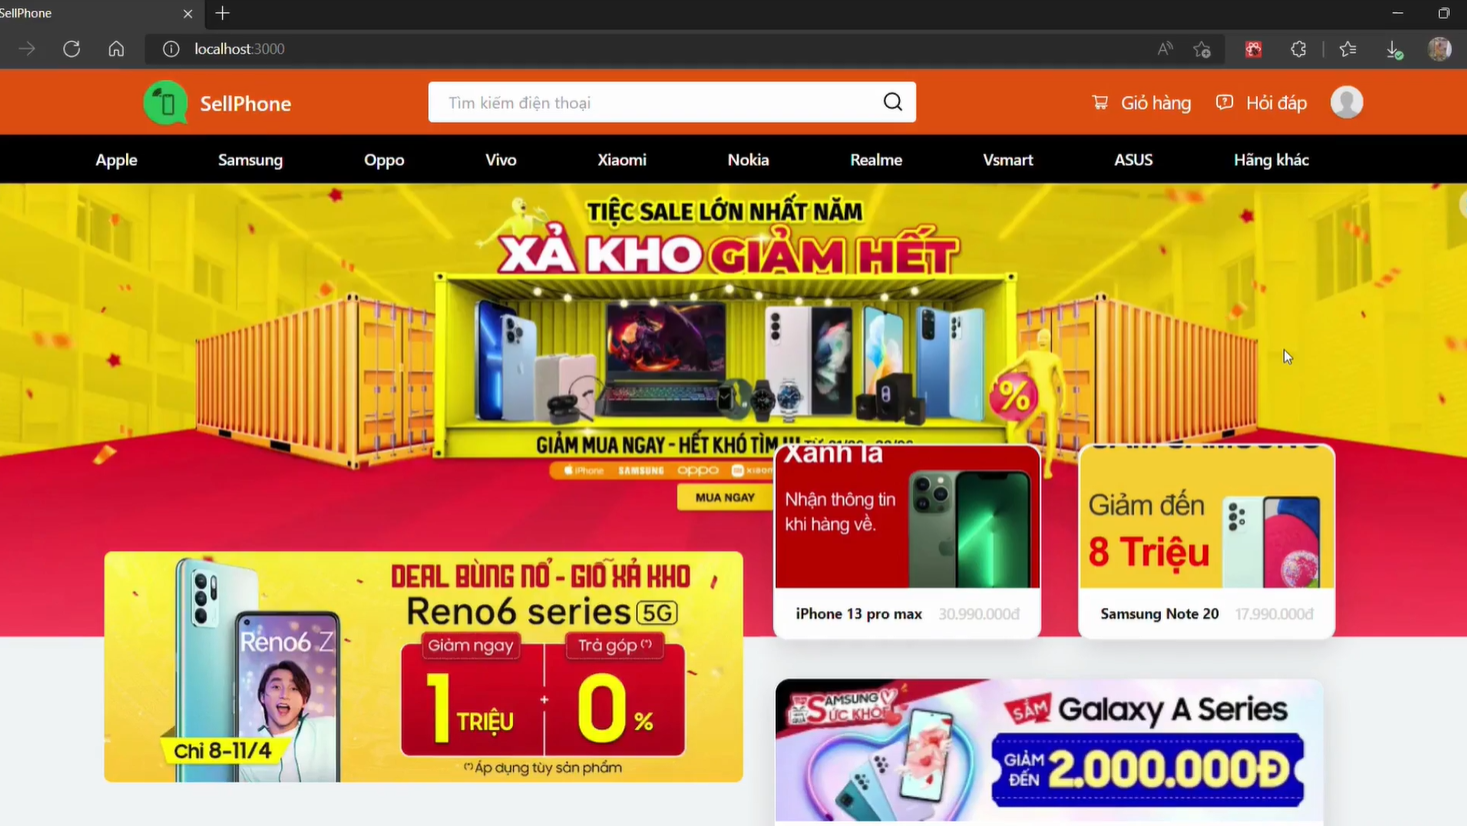 SellPhone
localhost:3000
SellPhone
Tìm kiếm điện thoại
Giỏ hàng
Hỏi đáp
Apple
Samsung
Oppo
Vivo
Xiaomi
Nokia
Realme
Vsmart
ASUS
Hãng khác
TIỆC SALE LỚN NHẤT NĂM
XẢ KHO GIẢM HẾT
%
GIẢM MUA NGAY - HẾT KHÓ TÌM
iPhone SAMSUNG oppo xiaomi
MUA NGAY
Xanh lá
Nhận thông tin
khi hàng về.
iPhone 13 pro max 30.990.000đ
Giảm đến
8 Triệu
Samsung Note 20 17.990.000đ
DEAL BÙNG NỔ - GIỜ XẢ KHO
Reno6 series 5G
Reno6 Z
Giảm ngay
1 TRIỆU
+
Trả góp (*)
0 %
Chỉ 8-11/4
(*)Áp dụng tùy sản phẩm
SAMSUNG
SỨC KHỎE
SẮM Galaxy A Series
GIẢM ĐẾN 2.000.000Đ